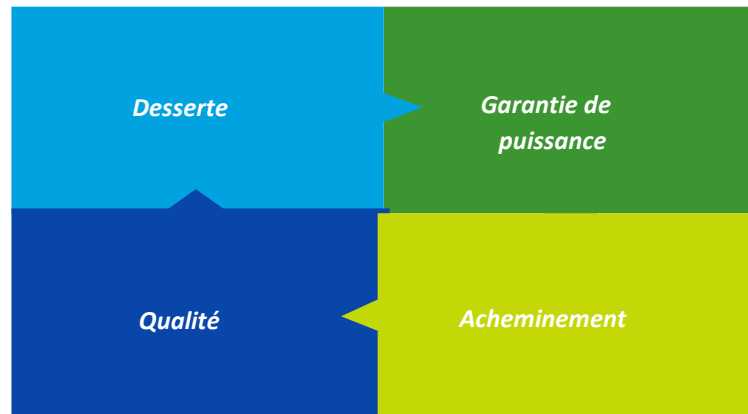 Desserte
Garantie de
puissance
Qualité
Acheminement